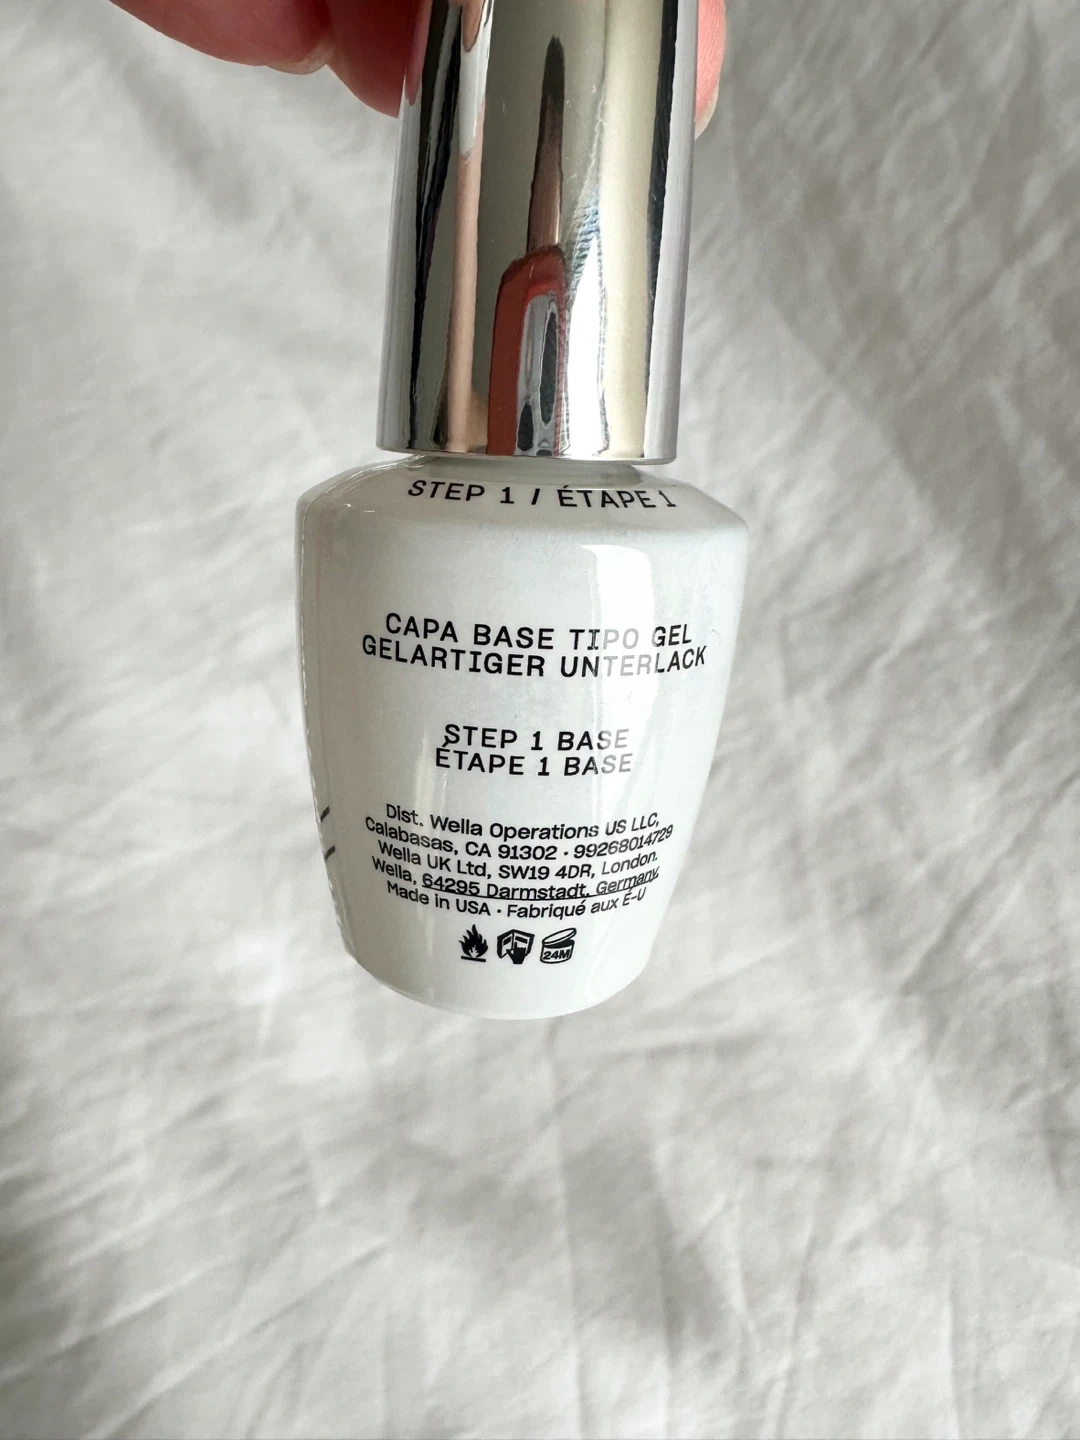 STEP 1 / ÉTAPE 1
CAPA BASE TIPO GEL
GELARTIGER UNTERLACK
STEP 1 BASE
ÉTAPE 1 BASE
Dist. Wella Operations US LLC,
Calabasas, CA 91302 · 99268014729
Wella UK Ltd, SW19 4DR, London.
Wella, 64295 Darmstadt, Germany.
Made in USA · Fabriqué aux É-U
24M